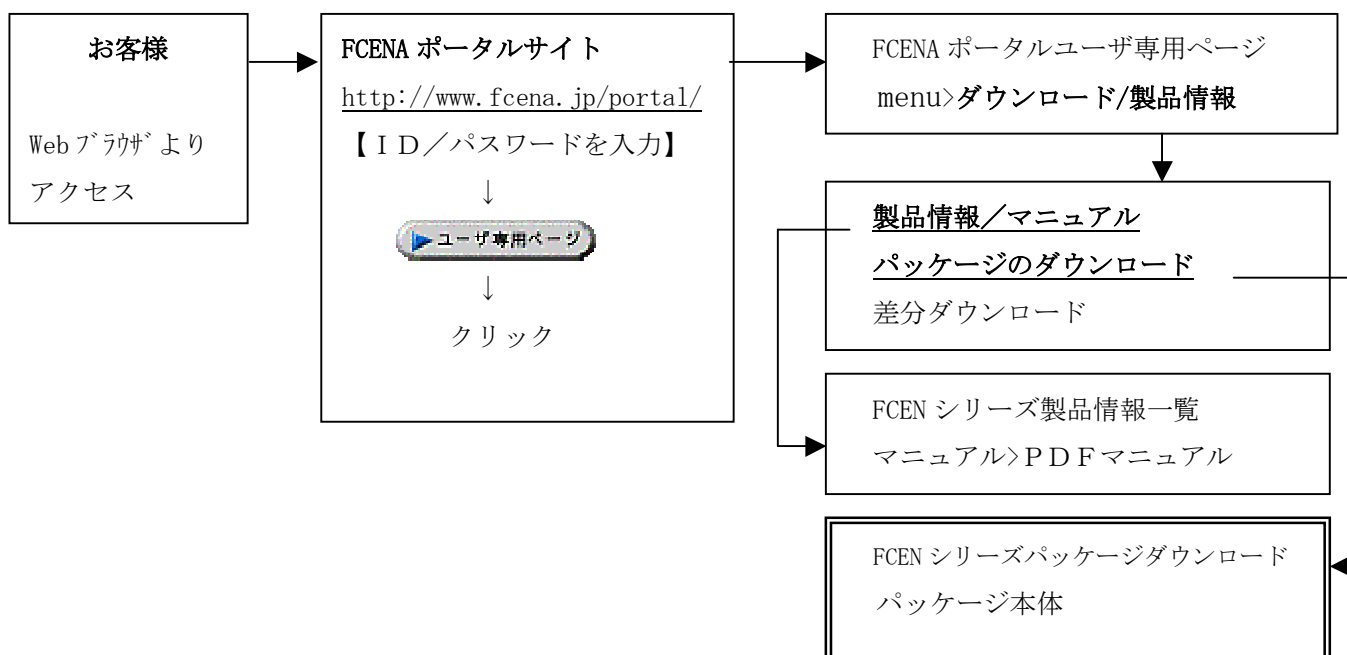 お客様
Webﾌﾞﾗｳｻﾞより
アクセス
FCENA ポータルサイト
http://www.fcena.jp/portal/
【ＩＤ／パスワードを入力】
↓
ユーザ専用ページ
↓
クリック
FCENA ポータルユーザ専用ページ
menu>ダウンロード/製品情報
製品情報／マニュアル
パッケージのダウンロード
差分ダウンロード
FCEN シリーズ製品情報一覧
マニュアル>ＰＤＦマニュアル
FCEN シリーズパッケージダウンロード
パッケージ本体